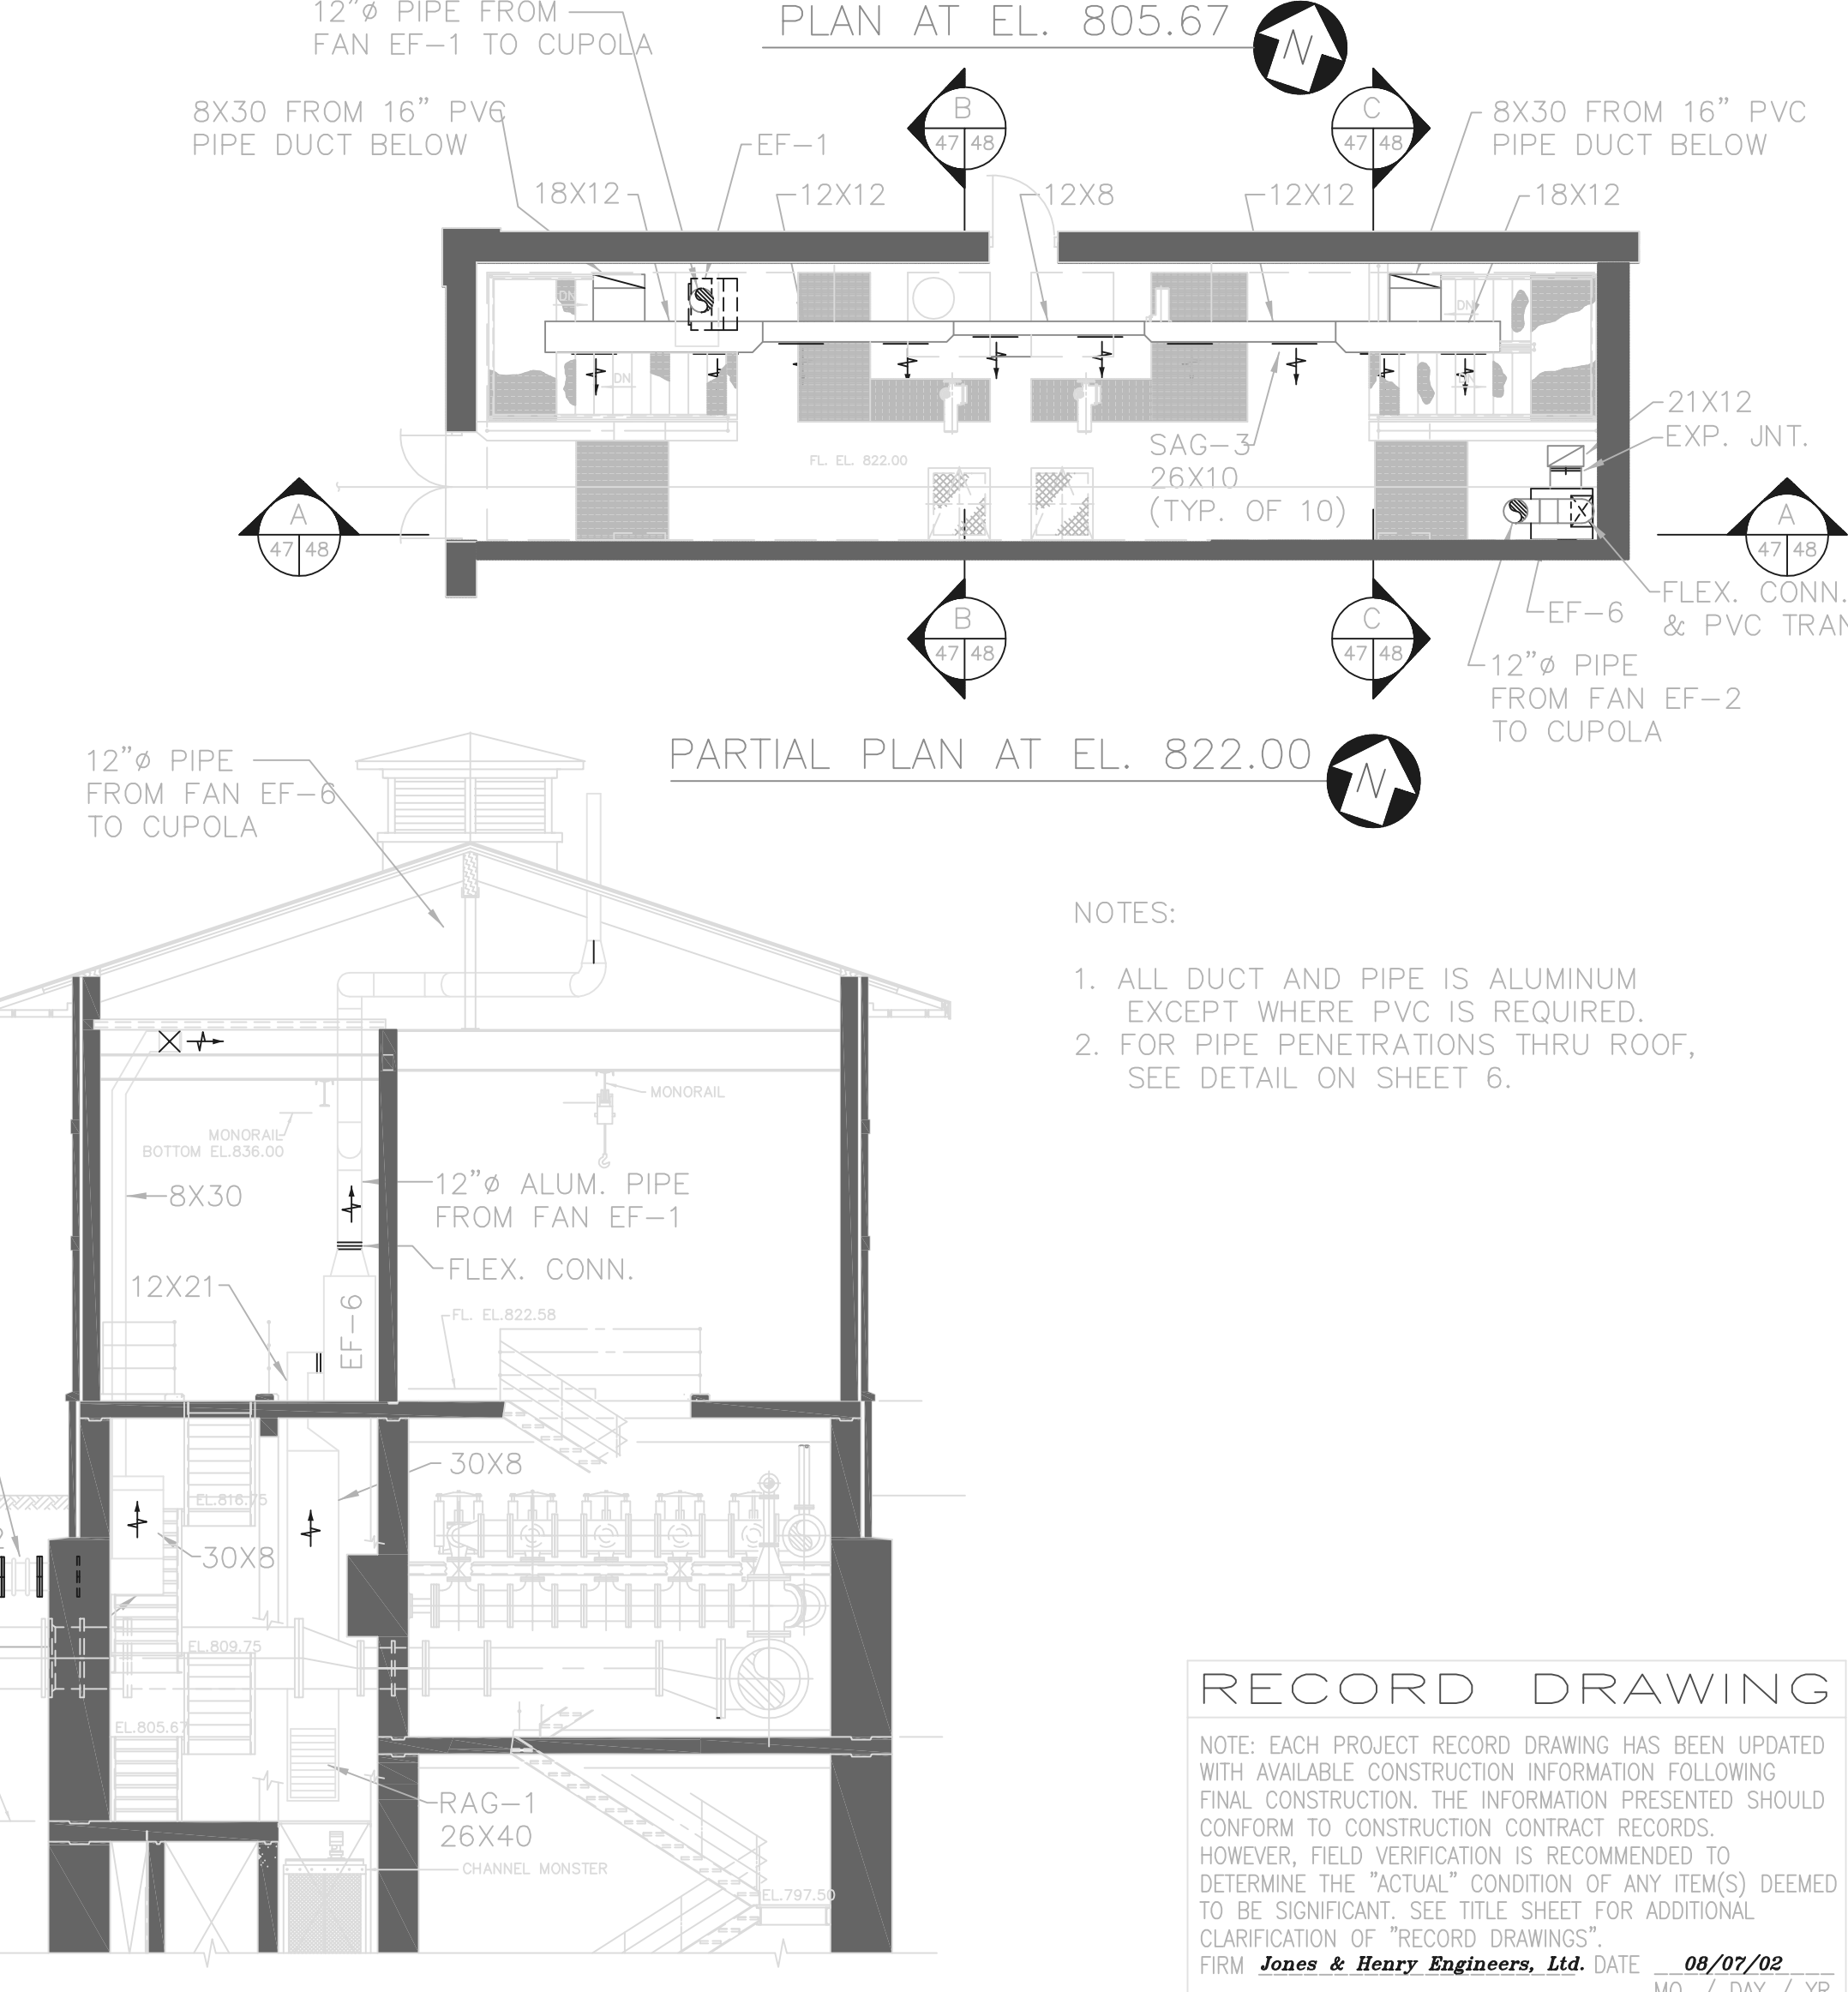 12"ø PIPE FROM
FAN EF-1 TO CUPOLA
PLAN AT EL. 805.67
N
8X30 FROM 16" PVC
PIPE DUCT BELOW
EF-1
B
47 48
C
47 48
8X30 FROM 16" PVC
PIPE DUCT BELOW
18X12
12X12
12X8
12X12
18X12
DN
DN
DN
DN
21X12
EXP. JNT.
FL. EL. 822.00
SAG-3
26X10
(TYP. OF 10)
A
47 48
A
47 48
B
47 48
C
47 48
EF-6
FLEX. CONN.
& PVC TRAN
12"ø PIPE
FROM FAN EF-2
TO CUPOLA
PARTIAL PLAN AT EL. 822.00
N
12"ø PIPE
FROM FAN EF-6
TO CUPOLA
NOTES:
1. ALL DUCT AND PIPE IS ALUMINUM
EXCEPT WHERE PVC IS REQUIRED.
2. FOR PIPE PENETRATIONS THRU ROOF,
SEE DETAIL ON SHEET 6.
MONORAIL
MONORAIL
BOTTOM EL.836.00
8X30
12"ø ALUM. PIPE
FROM FAN EF-1
FLEX. CONN.
12X21
EF-6
FL. EL.822.58
30X8
EL.816.75
30X8
EL.809.75
EL.805.67
RAG-1
26X40
CHANNEL MONSTER
EL.797.50
RECORD DRAWING
NOTE: EACH PROJECT RECORD DRAWING HAS BEEN UPDATED
WITH AVAILABLE CONSTRUCTION INFORMATION FOLLOWING
FINAL CONSTRUCTION. THE INFORMATION PRESENTED SHOULD
CONFORM TO CONSTRUCTION CONTRACT RECORDS.
HOWEVER, FIELD VERIFICATION IS RECOMMENDED TO
DETERMINE THE "ACTUAL" CONDITION OF ANY ITEM(S) DEEMED
TO BE SIGNIFICANT. SEE TITLE SHEET FOR ADDITIONAL
CLARIFICATION OF "RECORD DRAWINGS".
FIRM Jones & Henry Engineers, Ltd. DATE 08/07/02
MO. / DAY / YR.